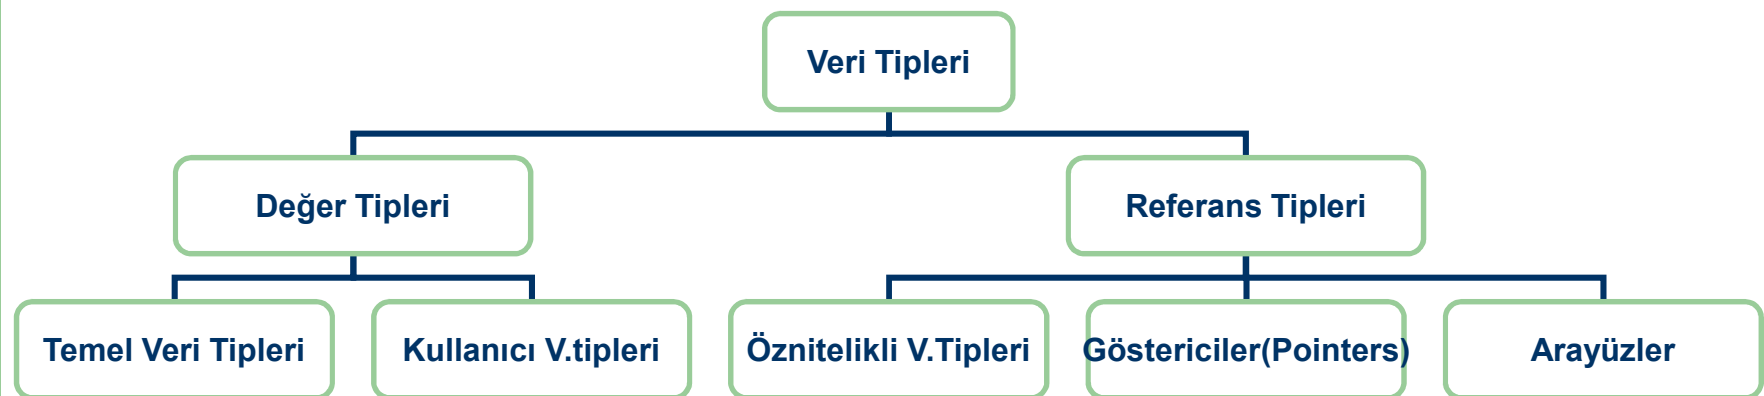 Veri Tipleri
Değer Tipleri
Referans Tipleri
Temel Veri Tipleri
Kullanıcı V.tipleri
Öznitelikli V.Tipleri
Göstericiler(Pointers)
Arayüzler